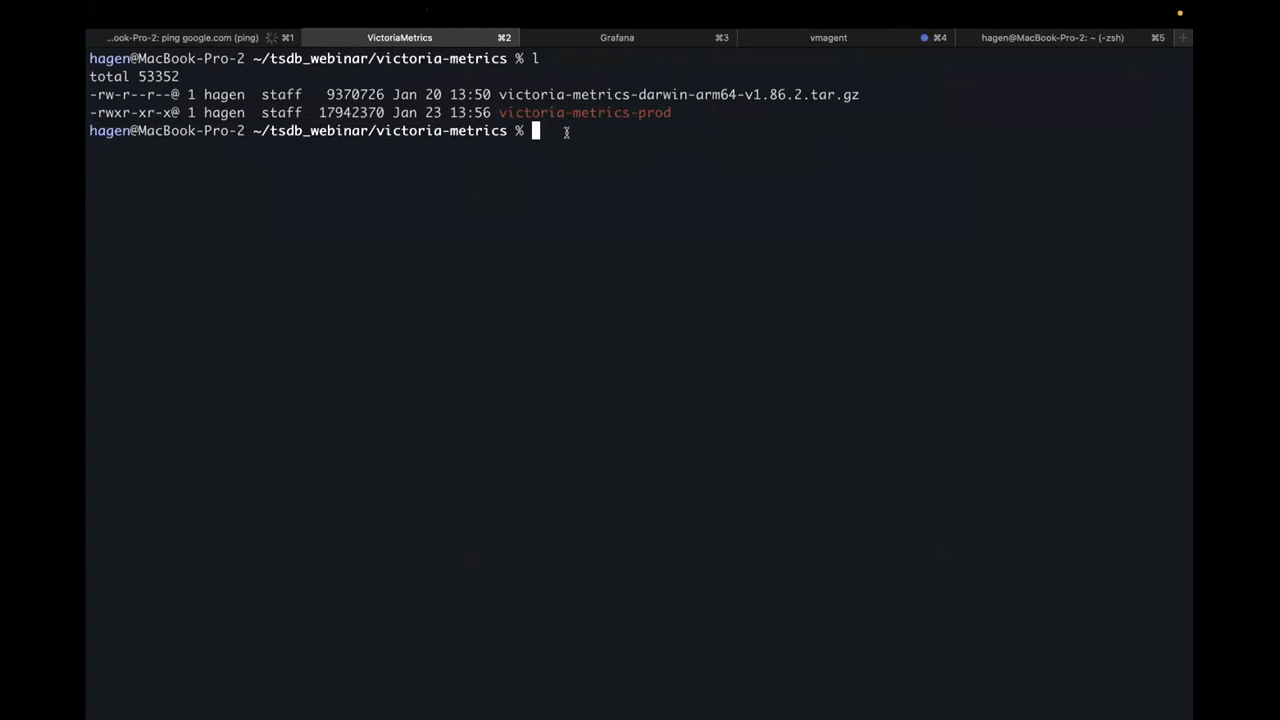 ...ook-Pro-2: ping google.com (ping) ⌘1 VictoriaMetrics ⌘2 Grafana ⌘3 vmagent ⌘4 hagen@MacBook-Pro-2: ~ (-zsh) ⌘5 +
hagen@MacBook-Pro-2 ~/tsdb_webinar/victoria-metrics % l
total 53352
-rw-r--r--@ 1 hagen  staff   9370726 Jan 20 13:50 victoria-metrics-darwin-arm64-v1.86.2.tar.gz
-rwxr-xr-x@ 1 hagen  staff  17942370 Jan 23 13:56 victoria-metrics-prod
hagen@MacBook-Pro-2 ~/tsdb_webinar/victoria-metrics %